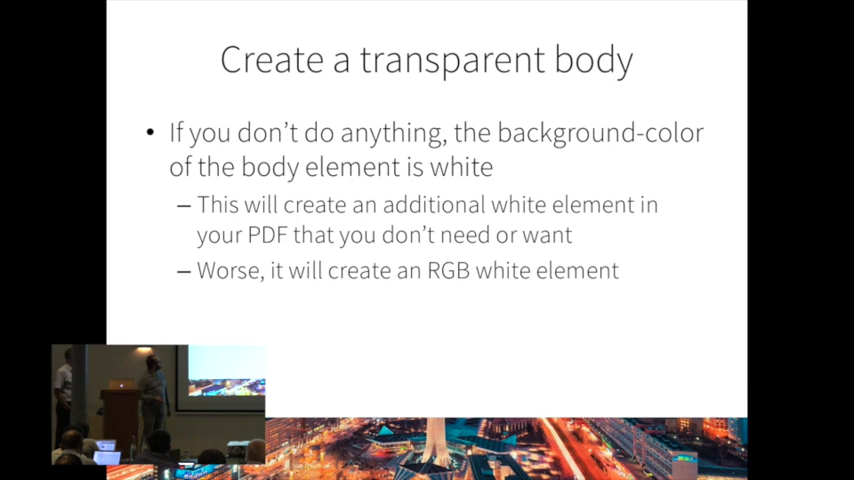 Create a transparent body
• If you don't do anything, the background-color
of the body element is white
– This will create an additional white element in
your PDF that you don't need or want
– Worse, it will create an RGB white element